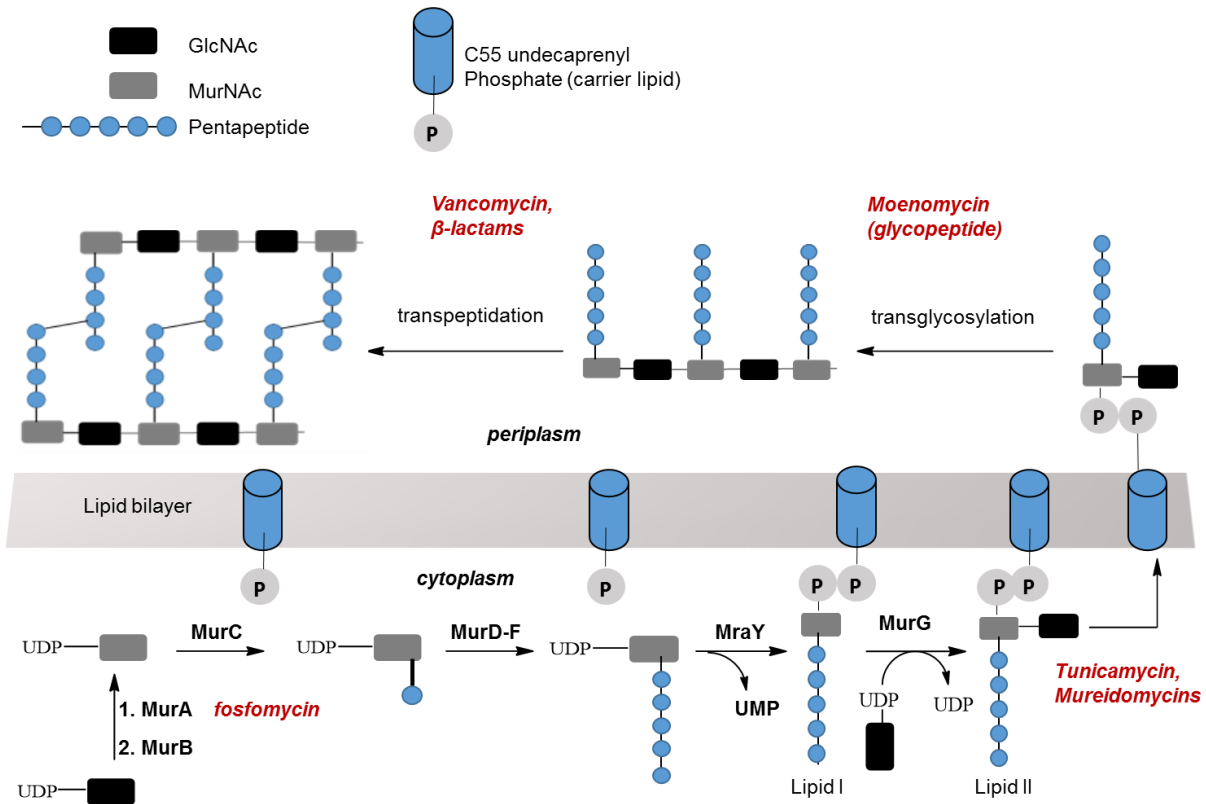 GlcNAc
MurNAc
Pentapeptide
C55 undecaprenyl
Phosphate (carrier lipid)
P
Vancomycin,
β-lactams
Moenomycin
(glycopeptide)
transpeptidation
transglycosylation
P P
periplasm
Lipid bilayer
cytoplasm
P
P
P P
P P
UDP
MurC
UDP
MurD-F
UDP
MraY
UMP
MurG
UDP
UDP
Tunicamycin,
Mureidomycins
1. MurA
fosfomycin
2. MurB
UDP
Lipid I
Lipid II